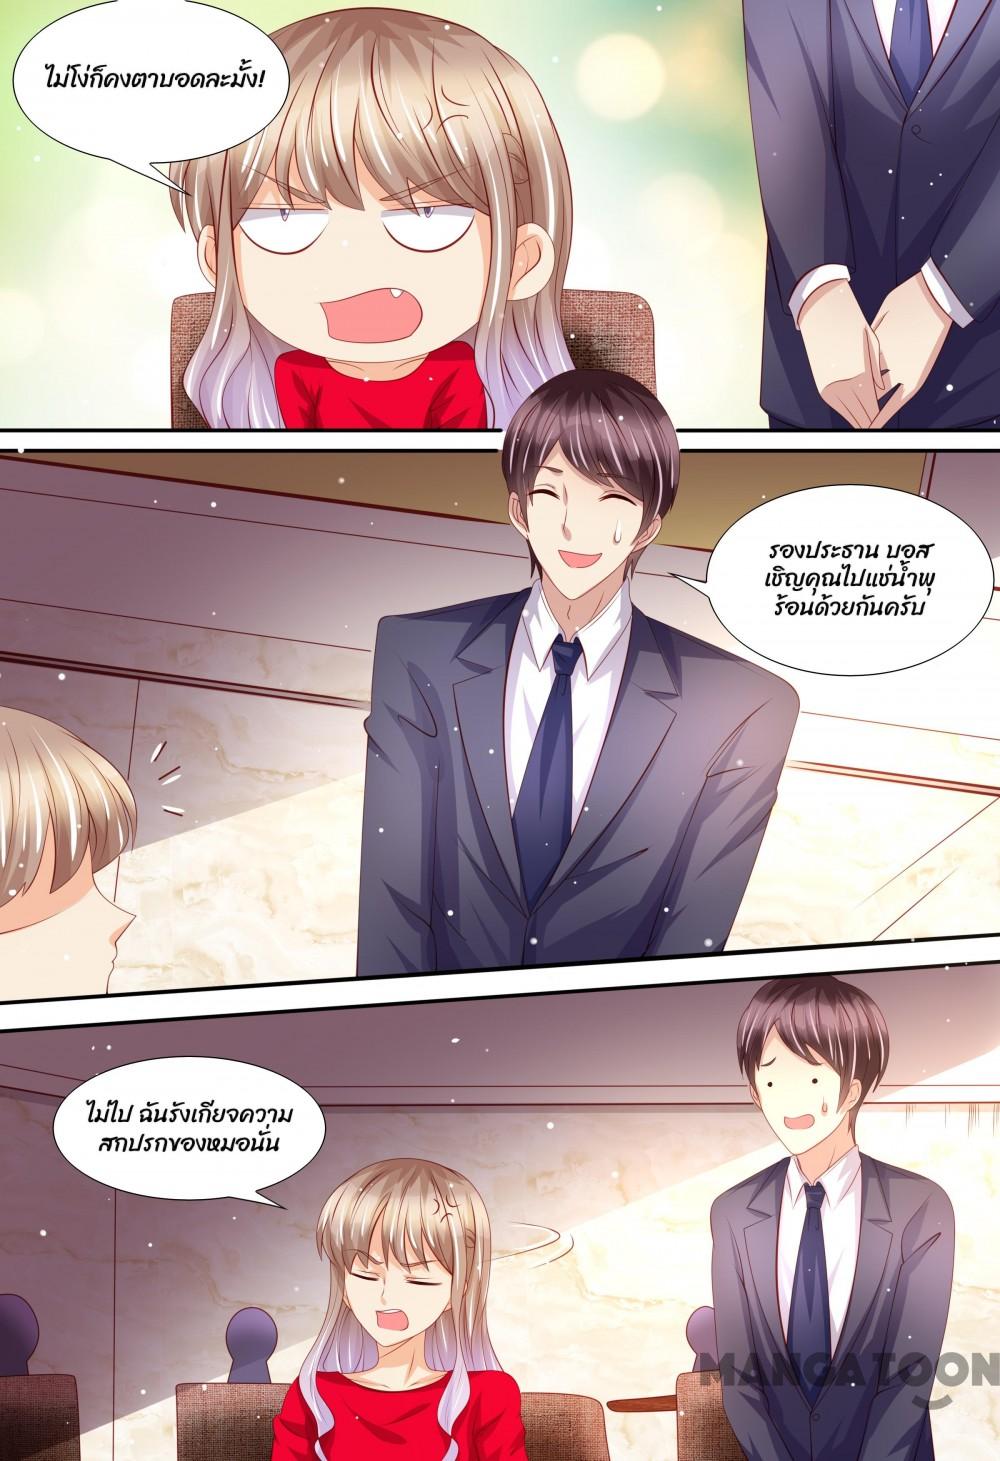 ไม่โง่ก็คงตาบอดละมั้ง!
รองประธาน บอส
เชิญคุณไปแช่น้ำพุ
ร้อนด้วยกันครับ
ไม่ไป ฉันรังเกียจความ
สกปรกของหมอนั่น
MANGATOON